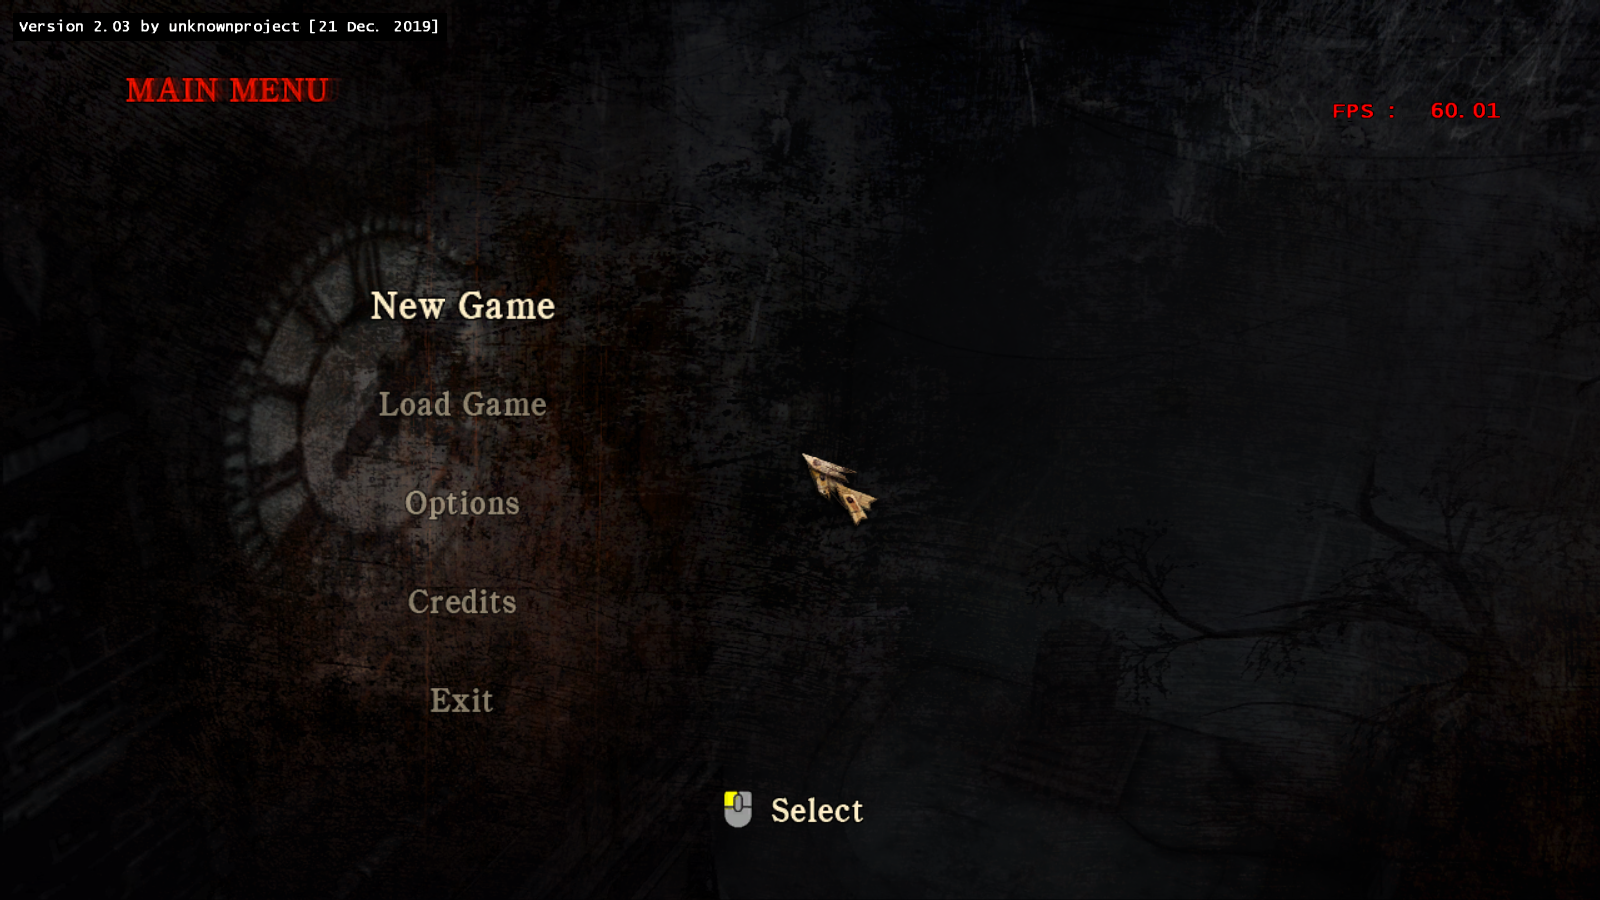 Version 2.03 by unknownproject [21 Dec. 2019]
MAIN MENU
FPS : 60.01
New Game
Load Game
Options
Credits
Exit
Select